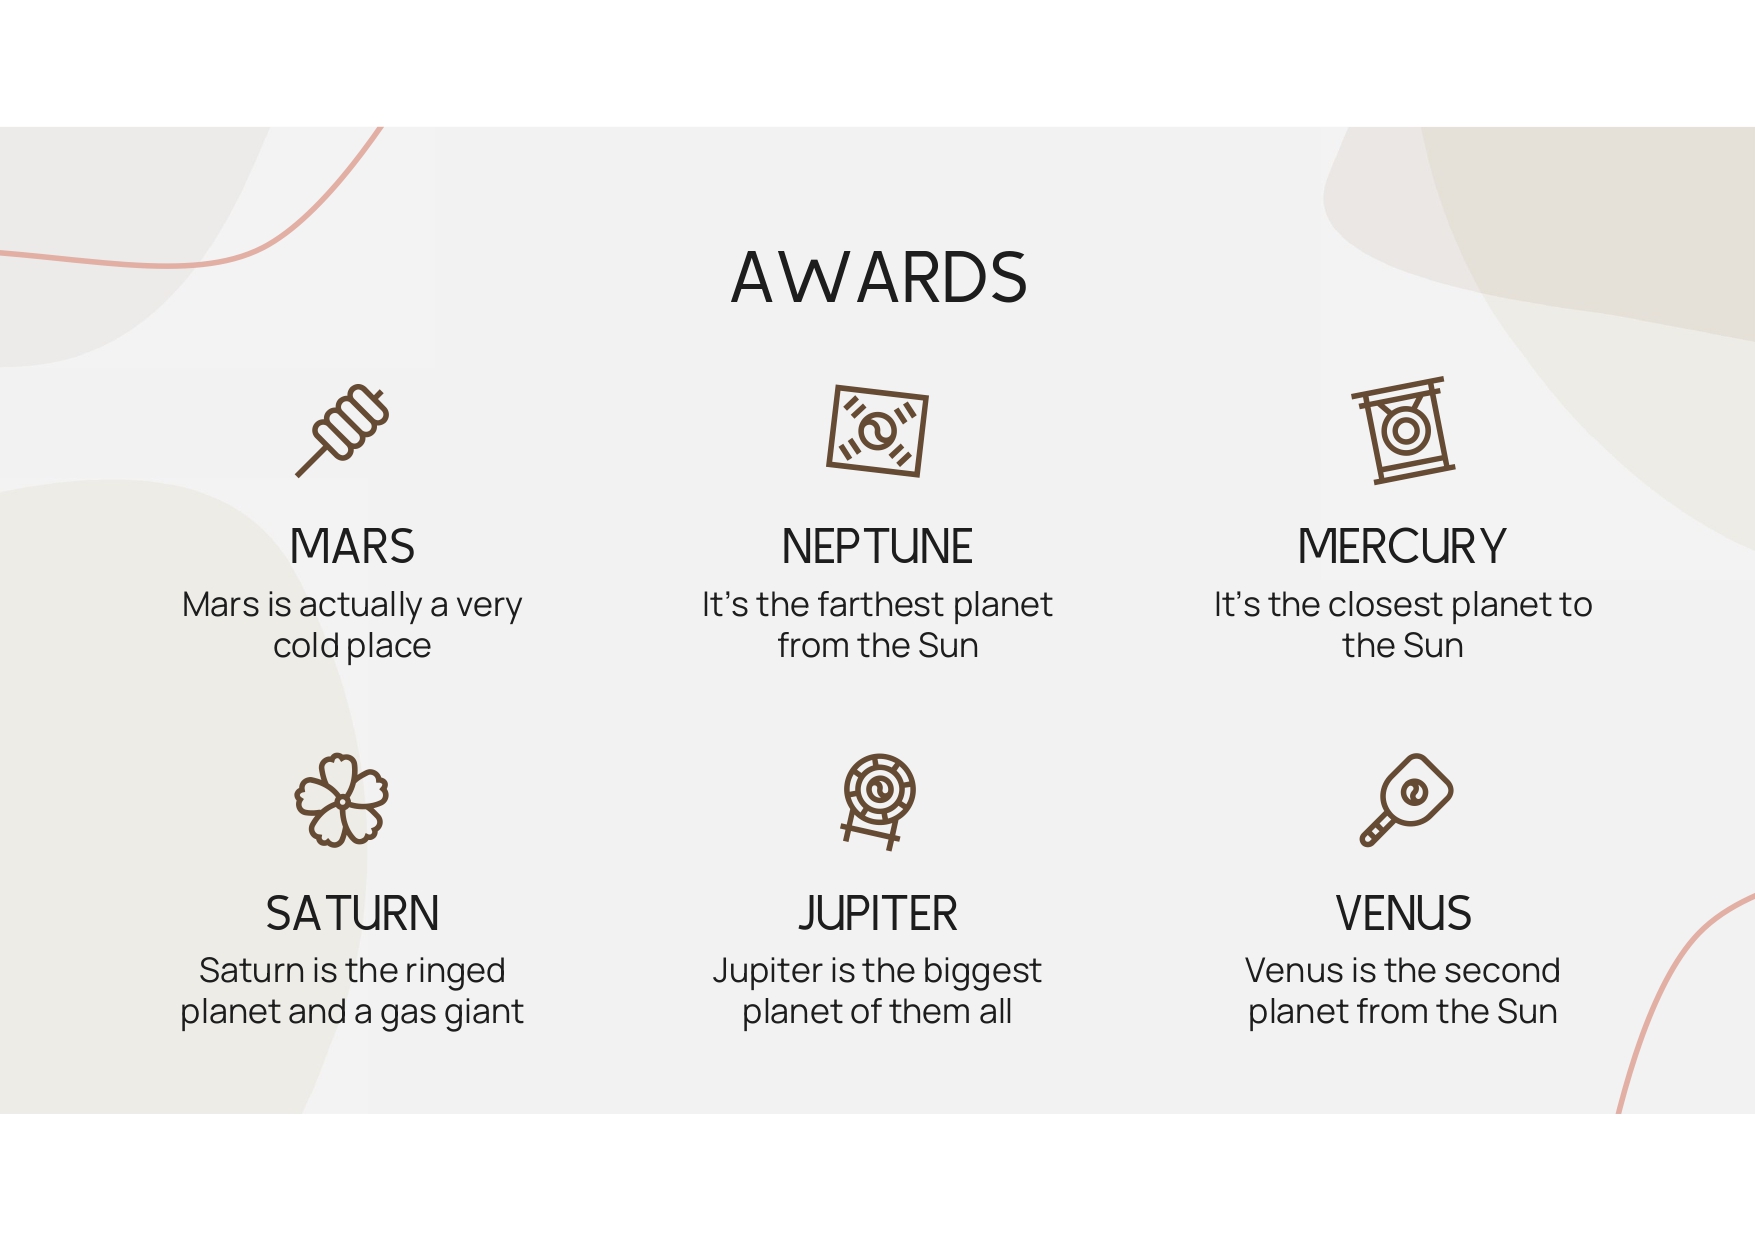 AWARDS
MARS
Mars is actually a very
cold place
NEPTUNE
It’s the farthest planet
from the Sun
MERCURY
It’s the closest planet to
the Sun
SATURN
Saturn is the ringed
planet and a gas giant
JUPITER
Jupiter is the biggest
planet of them all
VENUS
Venus is the second
planet from the Sun